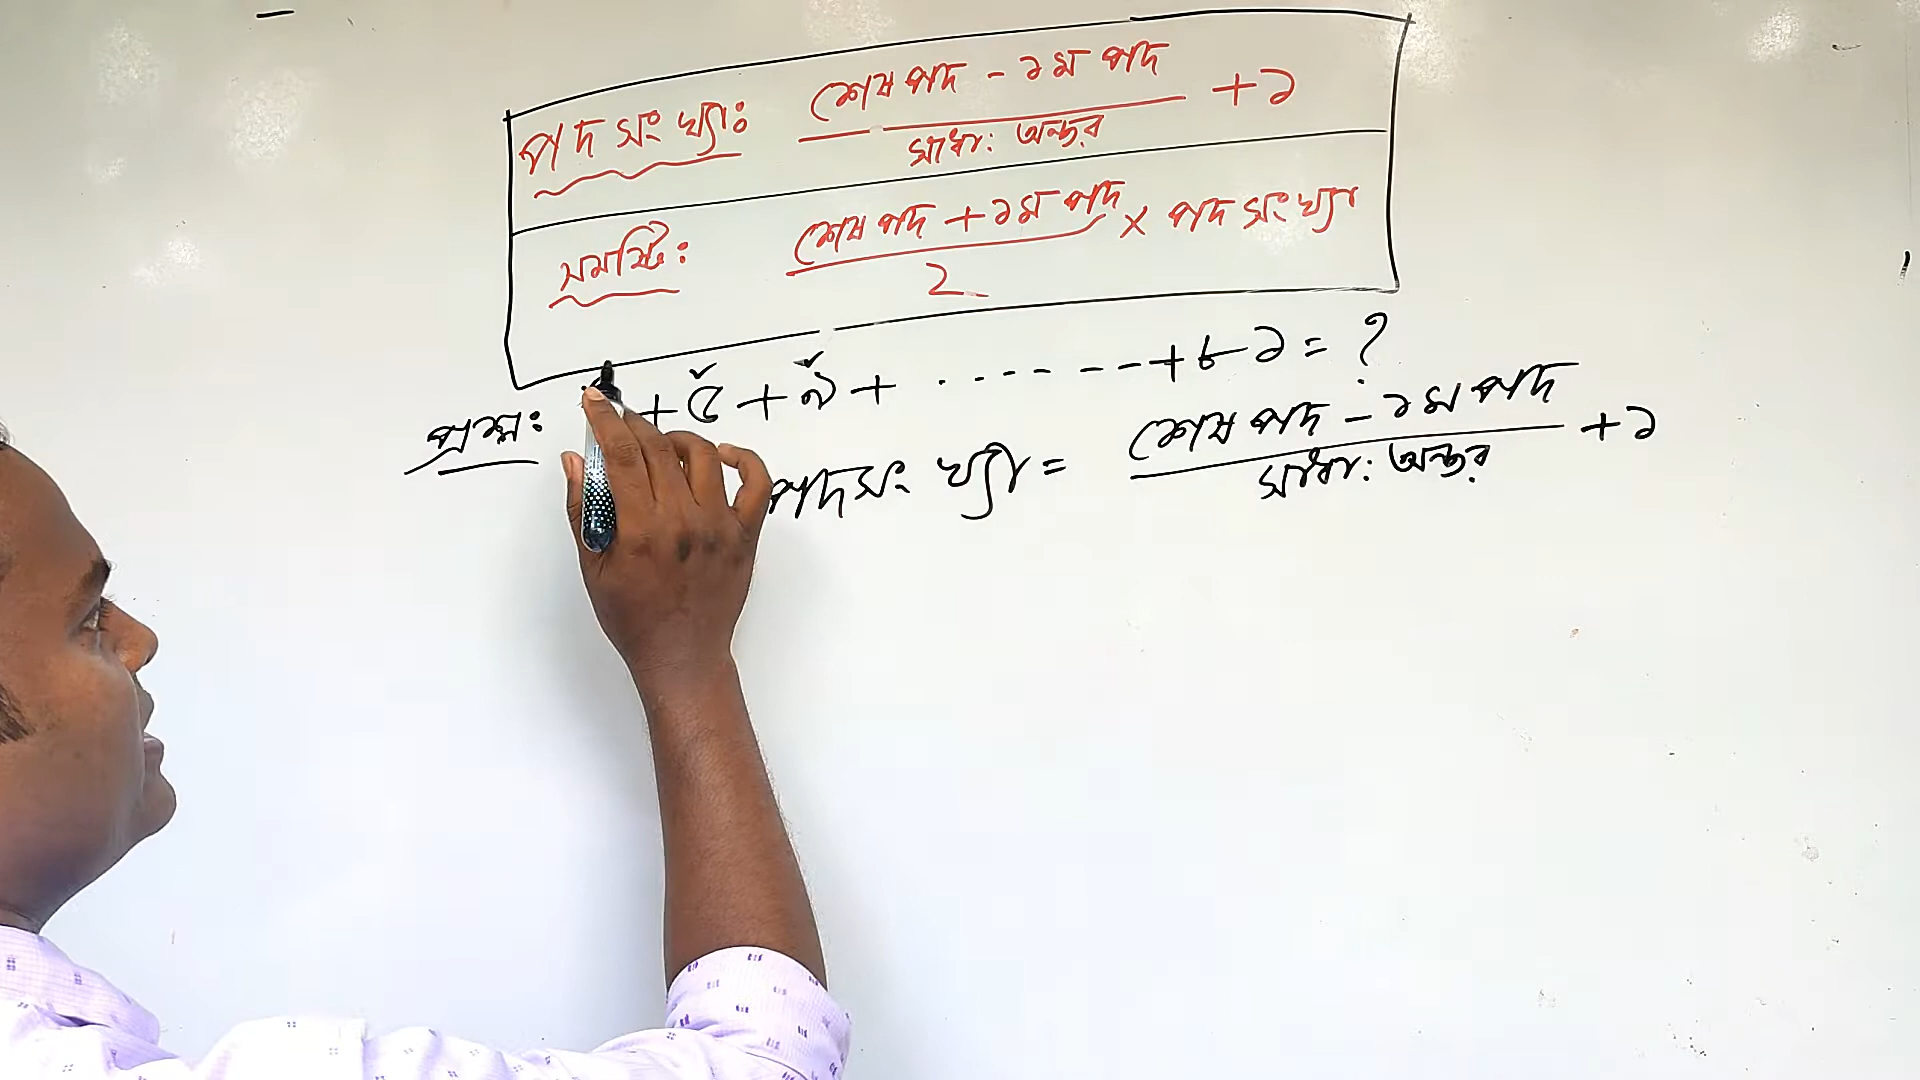 পদ সংখ্যাঃ শেষ পদ - ১ম পদ + ১
সাধা: অন্তর
সমষ্টি: শেষ পদ + ১ম পদ × পদ সংখ্যা
2
প্রশ্ন: + ৫ + ৯ + . - - - - - - + ৮১ = ?
পদসংখ্যা = শেষ পদ - ১ম পদ + ১
সাধা: অন্তর